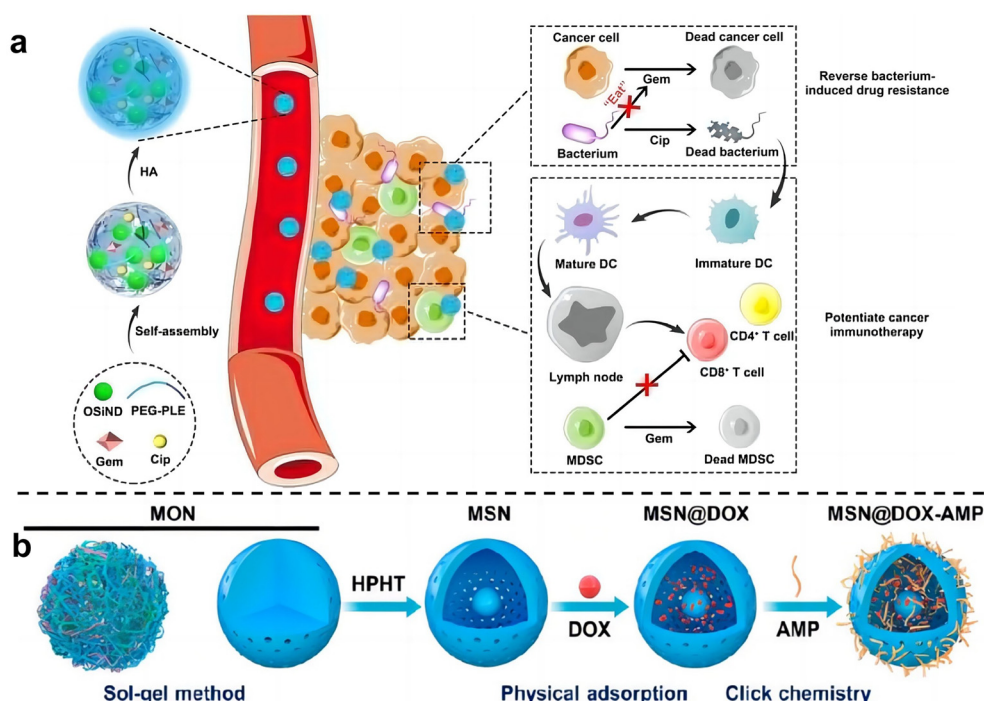 a
HA
Self-assembly
OSiND
PEG-PLE
Gem
Cip
Cancer cell
Dead cancer cell
Gem
"Eat"
Bacterium
Cip
Dead bacterium
Reverse bacterium-
induced drug resistance
Mature DC
Immature DC
Lymph node
CD4⁺ T cell
CD8⁺ T cell
MDSC
Gem
Dead MDSC
Potentiate cancer
immunotherapy
b
MON
MSN
MSN@DOX
MSN@DOX-AMP
HPHT
DOX
AMP
Sol-gel method
Physical adsorption
Click chemistry